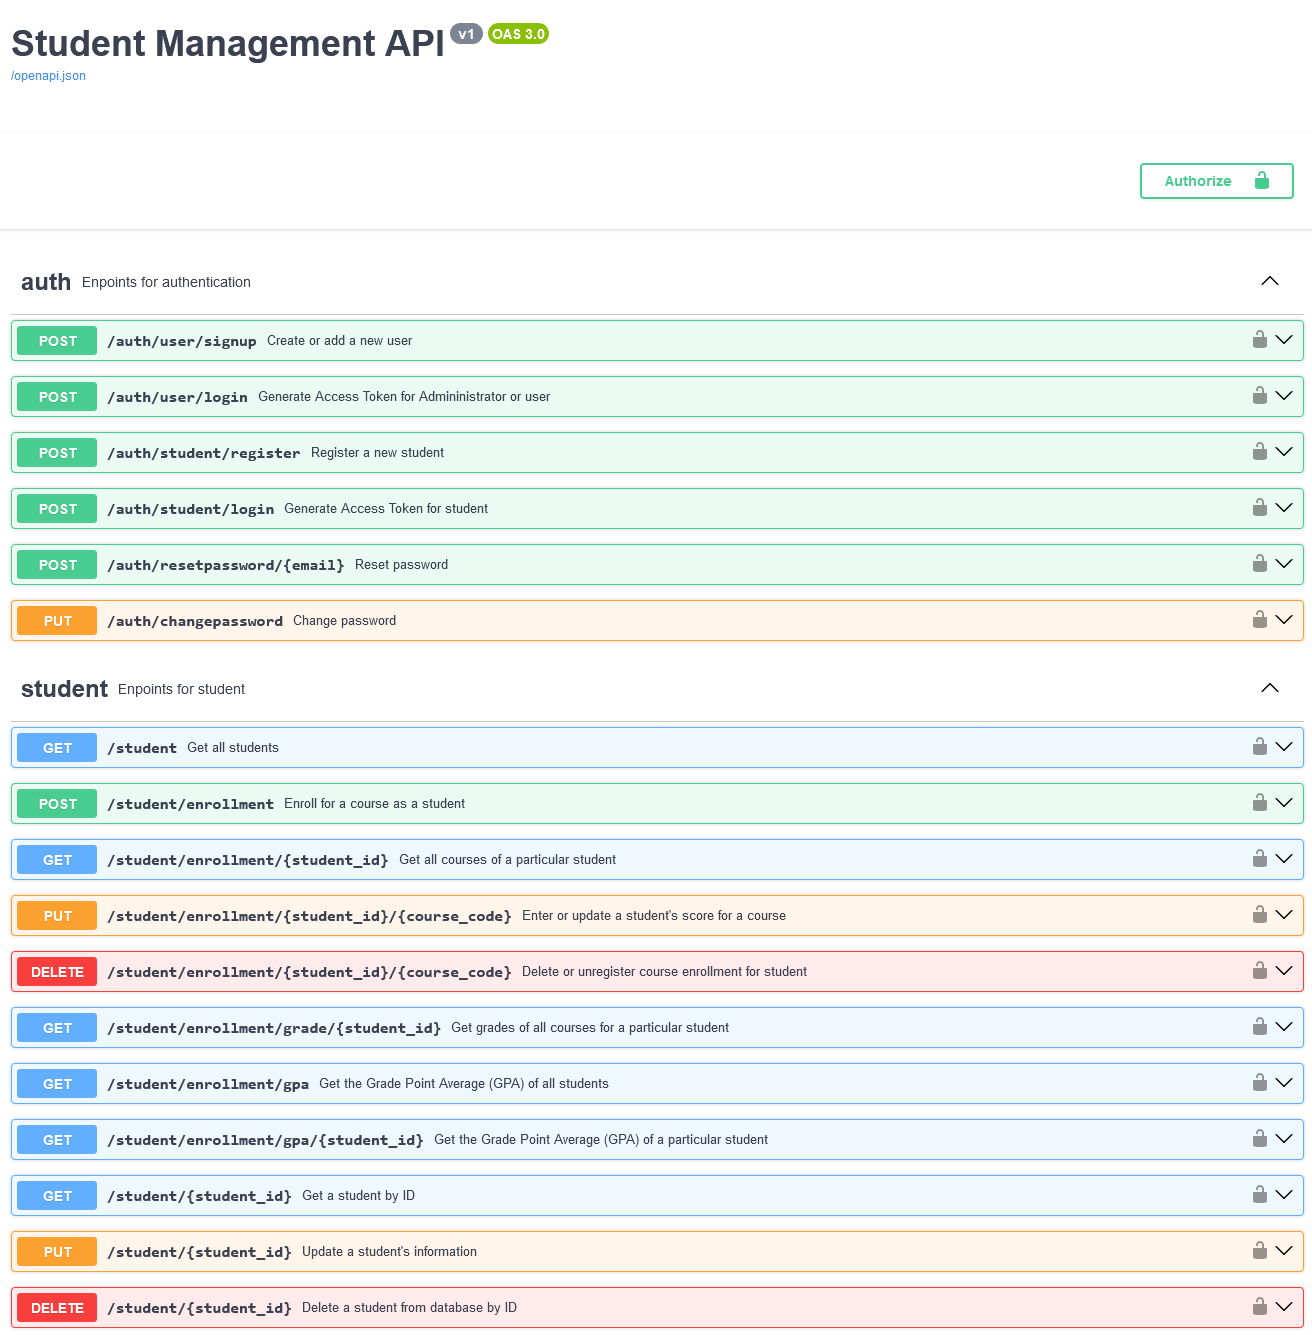 Student Management API v1 OAS 3.0
/openapi.json
Authorize
auth Enpoints for authentication
POST /auth/user/signup Create or add a new user
POST /auth/user/login Generate Access Token for Admininistrator or user
POST /auth/student/register Register a new student
POST /auth/student/login Generate Access Token for student
POST /auth/resetpassword/{email} Reset password
PUT /auth/changepassword Change password
student Enpoints for student
GET /student Get all students
POST /student/enrollment Enroll for a course as a student
GET /student/enrollment/{student_id} Get all courses of a particular student
PUT /student/enrollment/{student_id}/{course_code} Enter or update a student's score for a course
DELETE /student/enrollment/{student_id}/{course_code} Delete or unregister course enrollment for student
GET /student/enrollment/grade/{student_id} Get grades of all courses for a particular student
GET /student/enrollment/gpa Get the Grade Point Average (GPA) of all students
GET /student/enrollment/gpa/{student_id} Get the Grade Point Average (GPA) of a particular student
GET /student/{student_id} Get a student by ID
PUT /student/{student_id} Update a student's information
DELETE /student/{student_id} Delete a student from database by ID